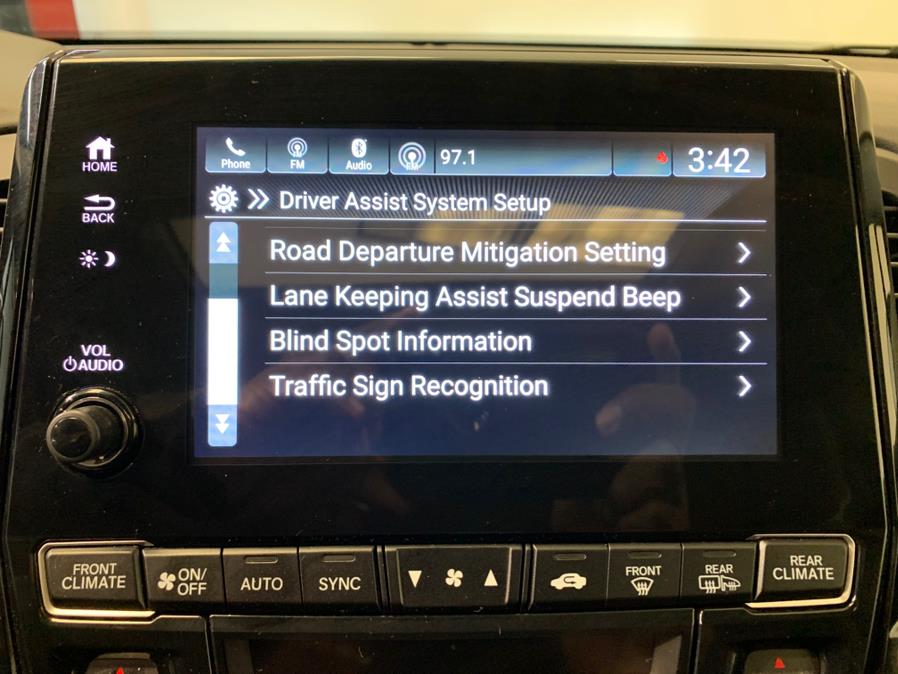 HOME
BACK
VOL
AUDIO
Phone
FM
Audio
FM
97.1
3:42
Driver Assist System Setup
Road Departure Mitigation Setting
Lane Keeping Assist Suspend Beep
Blind Spot Information
Traffic Sign Recognition
FRONT
CLIMATE
ON/
OFF
AUTO
SYNC
FRONT
REAR
REAR
CLIMATE